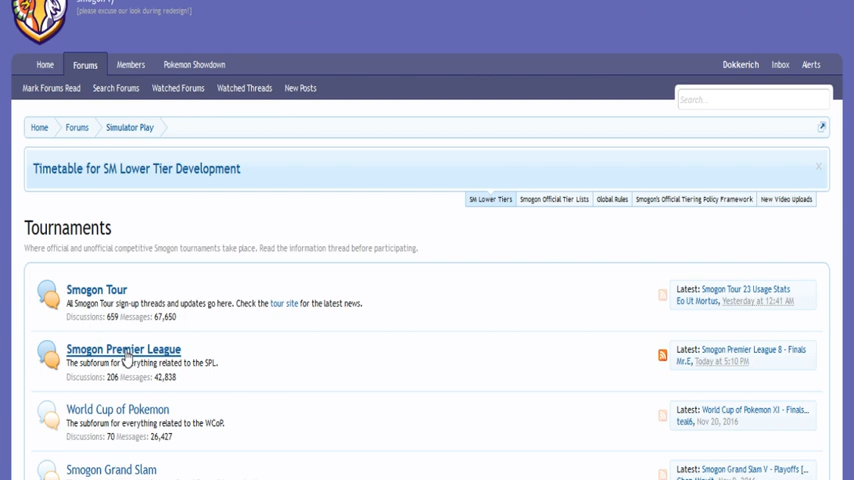 [please excuse our look during redesign!]
Home Forums Members Pokemon Showdown Dokkerich Inbox Alerts
Mark Forums Read Search Forums Watched Forums Watched Threads New Posts
Search...
Home Forums Simulator Play
Timetable for SM Lower Tier Development
SM Lower Tiers Smogon Official Tier Lists Global Rules Smogon's Official Tiering Policy Framework New Video Uploads
Tournaments
Where official and unofficial competitive Smogon tournaments take place. Read the information thread before participating.
Smogon Tour
All Smogon Tour sign-up threads and updates go here. Check the tour site for the latest news.
Discussions: 659 Messages: 67,650
Latest: Smogon Tour 23 Usage Stats
Eo Ut Mortus, Yesterday at 12:41 AM
Smogon Premier League
The subforum for everything related to the SPL.
Discussions: 206 Messages: 42,838
Latest: Smogon Premier League 8 - Finals
Mr.E, Today at 5:10 PM
World Cup of Pokemon
The subforum for everything related to the WCoP.
Discussions: 70 Messages: 26,427
Latest: World Cup of Pokemon XI - Finals...
teal6, Nov 20, 2016
Smogon Grand Slam
Latest: Smogon Grand Slam V - Playoffs [...